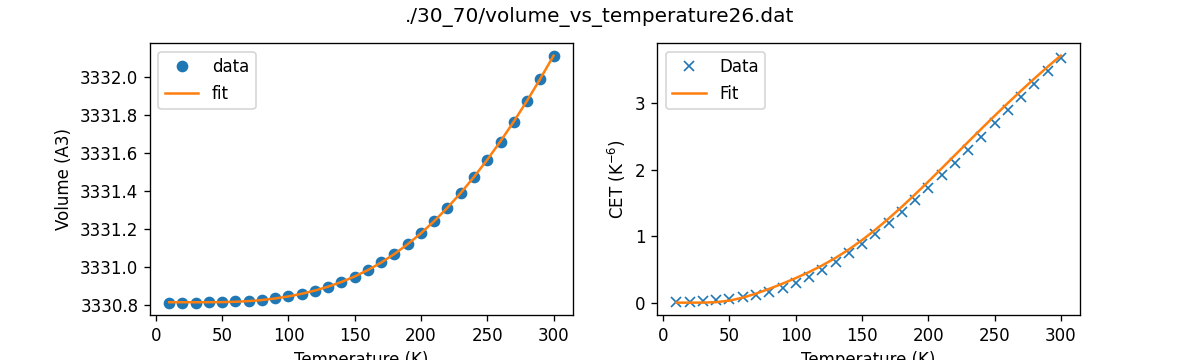 ./30_70/volume_vs_temperature26.dat
data
fit
3332.0
3331.8
3331.6
3331.4
3331.2
3331.0
3330.8
Volume (A3)
0
50
100
150
200
250
300
Temperature (K)
Data
Fit
3
2
1
0
CET (K⁻⁶)
0
50
100
150
200
250
300
Temperature (K)